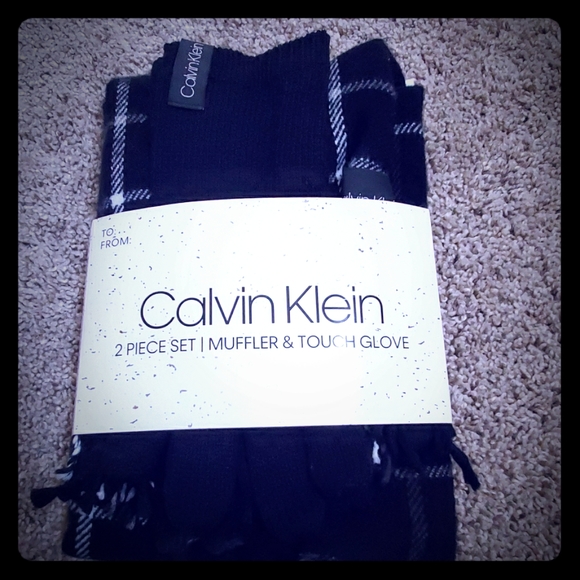 Calvin Klein
TO:
FROM:
Calvin Klein
2 PIECE SET | MUFFLER & TOUCH GLOVE